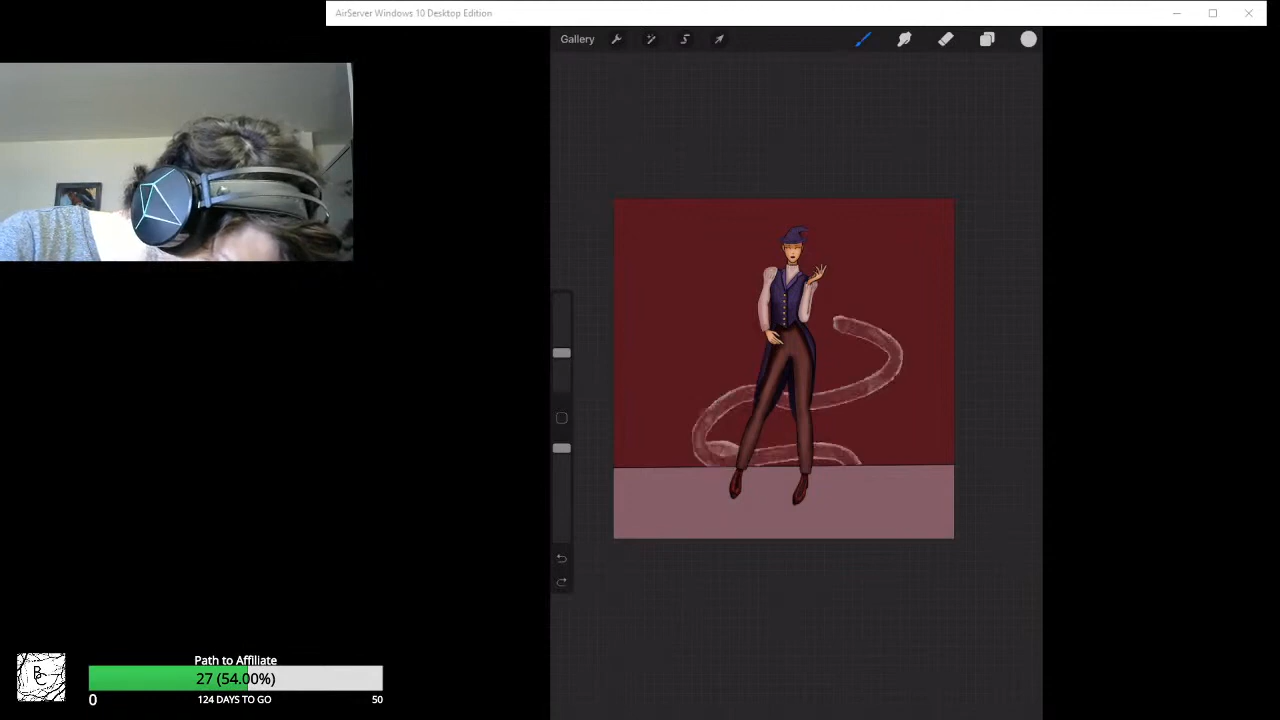 AirServer Windows 10 Desktop Edition
Gallery
Path to Affiliate
27 (54.00%)
0
124 DAYS TO GO
50